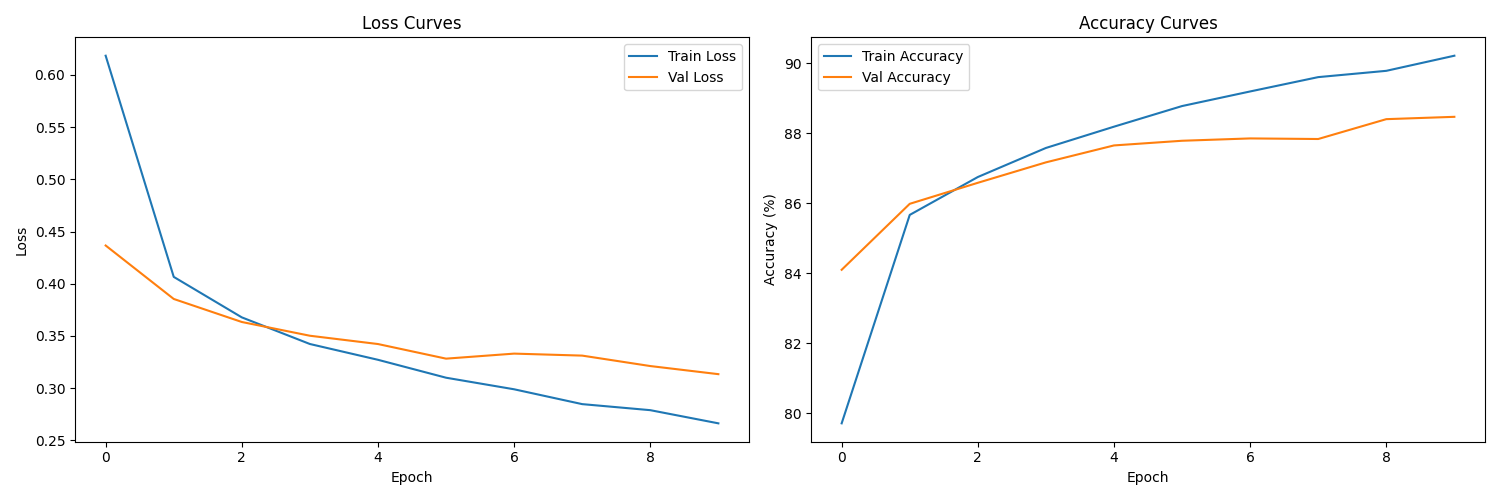 Loss Curves
Train Loss
Val Loss
0.60
0.55
0.50
0.45
0.40
0.35
0.30
0.25
Loss
0 2 4 6 8
Epoch
Accuracy Curves
Train Accuracy
Val Accuracy
90
88
86
84
82
80
Accuracy (%)
0 2 4 6 8
Epoch